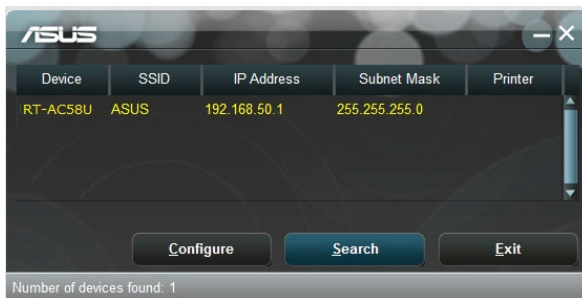 ASUS
Device SSID IP Address Subnet Mask Printer
RT-AC58U ASUS 192.168.50.1 255.255.255.0
Configure Search Exit
Number of devices found: 1